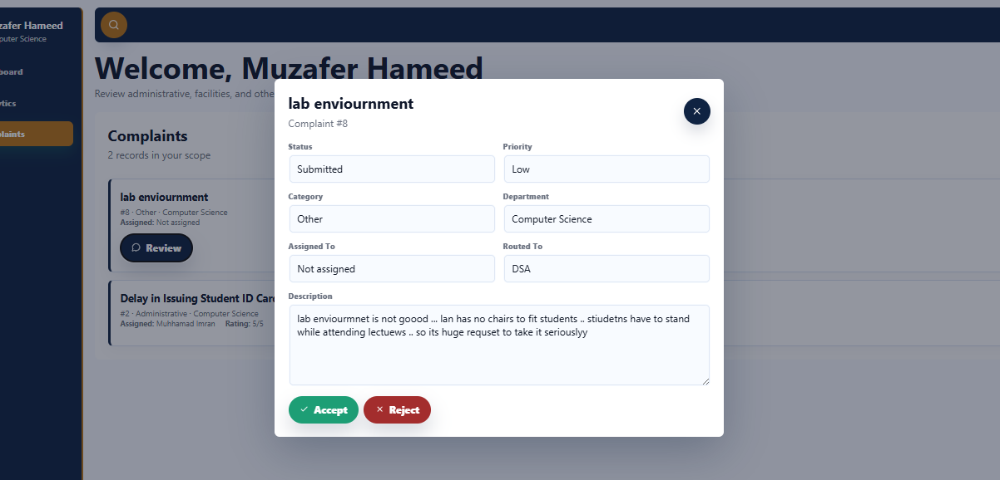 zafer Hameed
puter Science
board
tics
plaints
Welcome, Muzafer Hameed
Review administrative, facilities, and othe
Complaints
2 records in your scope
lab enviournment
#8 · Other · Computer Science
Assigned: Not assigned
Review
Delay in Issuing Student ID Car
#2 · Administrative · Computer Science
Assigned: Muhhamad Imran Rating: 5/5
lab enviournment
Complaint #8
Status
Priority
Submitted
Low
Category
Department
Other
Computer Science
Assigned To
Routed To
Not assigned
DSA
Description
lab enviourmnet is not goood ... lan has no chairs to fit students .. stiudetns have to stand
while attending lectuews .. so its huge requset to take it seriouslyy
Accept
Reject